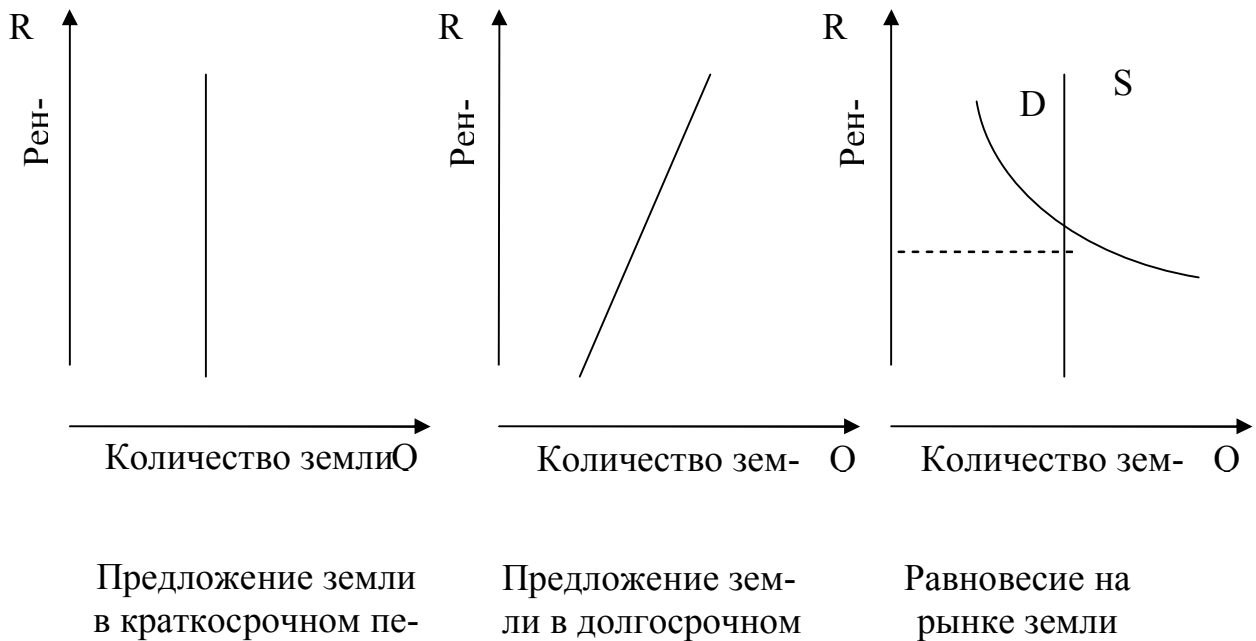 R
Рен-
Количество земли
Q
Предложение земли
в краткосрочном пе-
R
Рен-
Количество зем-
Q
Предложение зем-
ли в долгосрочном
R
Рен-
D
S
Количество зем-
Q
Равновесие на
рынке земли